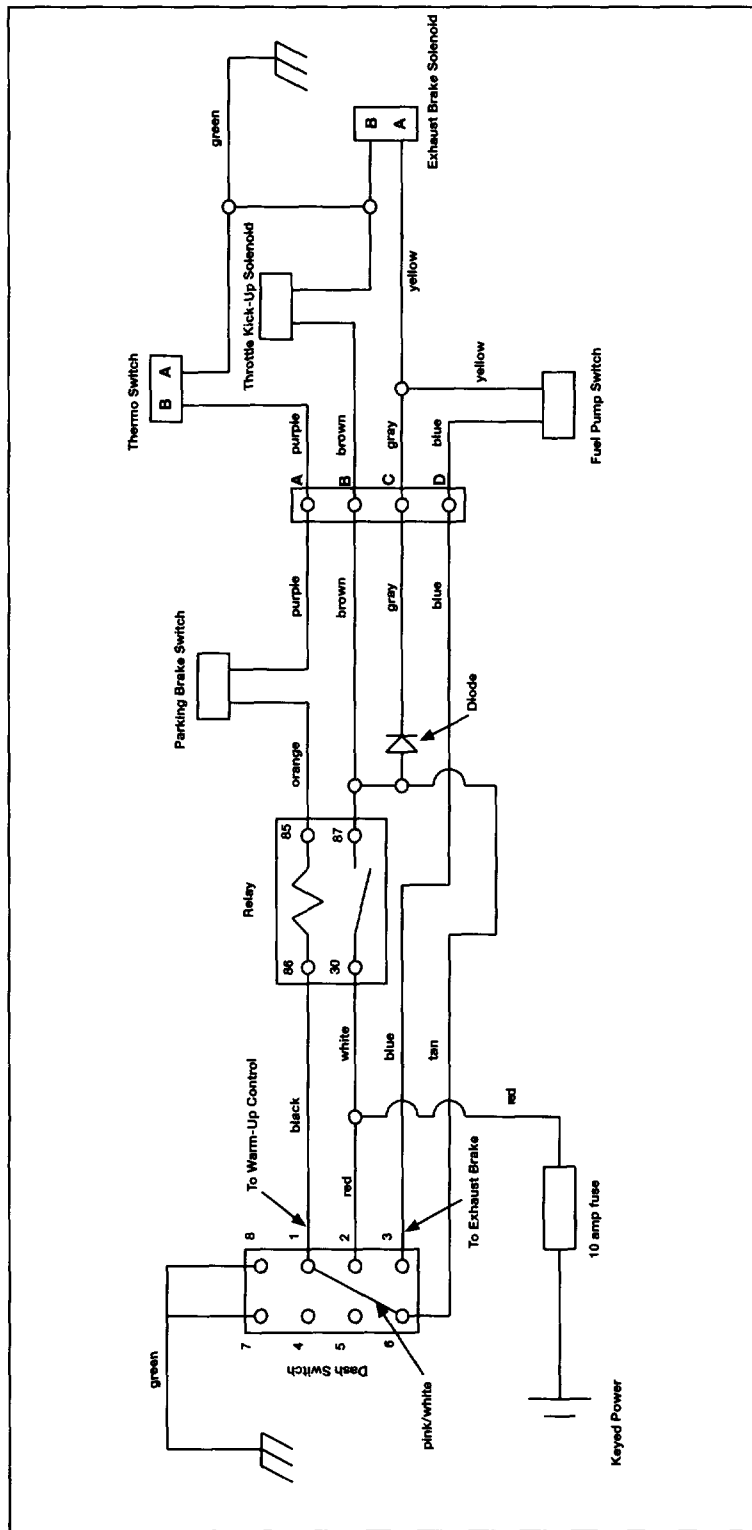 green
Exhaust Brake Solenoid
B
A
Throttle Kick-Up Solenoid
yellow
Thermo Switch
B
A
yellow
Fuel Pump Switch
purple
brown
gray
blue
A
B
C
D
purple
brown
gray
blue
Parking Brake Switch
orange
Diode
Relay
85
87
86
30
black
white
blue
tan
To Warm-Up Control
red
red
To Exhaust Brake
10 amp fuse
8
1
2
3
7
4
5
6
Dash Switch
green
pink/white
Keyed Power